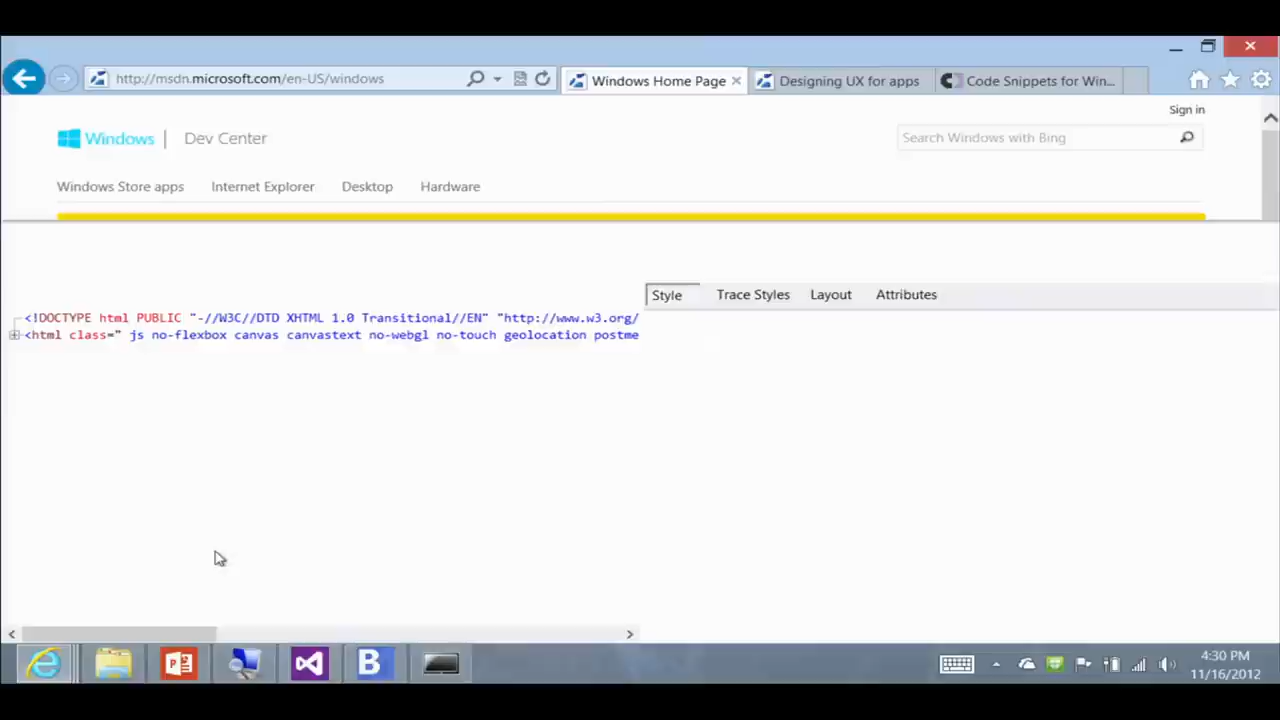 http://msdn.microsoft.com/en-US/windows
Windows Home Page
Designing UX for apps
Code Snippets for Win...
Sign in
Windows | Dev Center
Search Windows with Bing
Windows Store apps
Internet Explorer
Desktop
Hardware
Style
Trace Styles
Layout
Attributes
<!DOCTYPE html PUBLIC "-//W3C//DTD XHTML 1.0 Transitional//EN" "http://www.w3.org/
<html class=" js no-flexbox canvas canvastext no-webgl no-touch geolocation postme
4:30 PM
11/16/2012